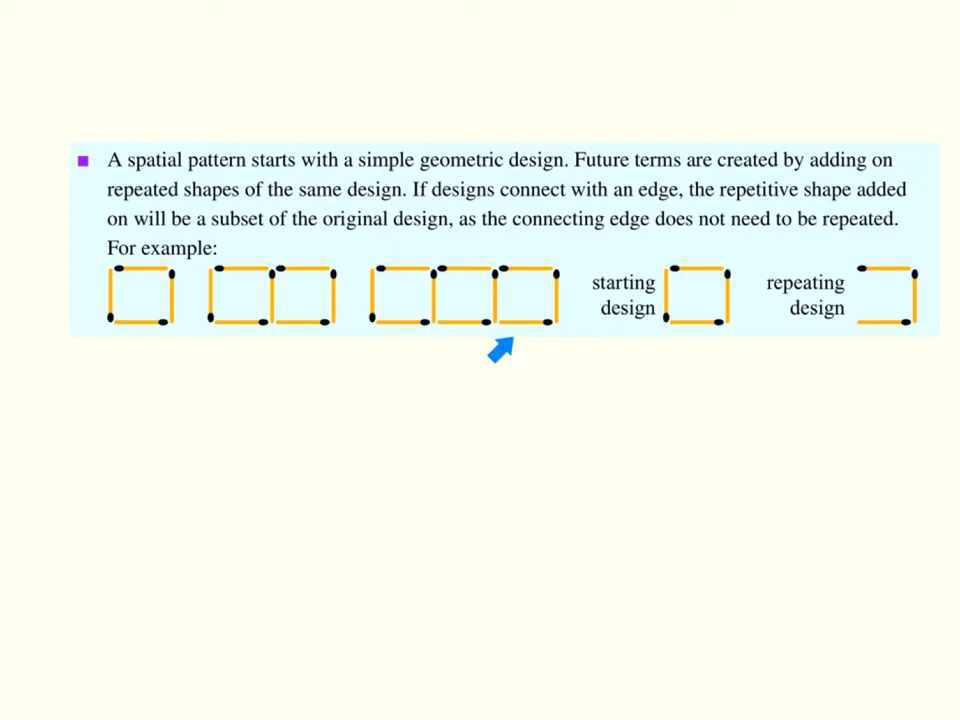 A spatial pattern starts with a simple geometric design. Future terms are created by adding on
repeated shapes of the same design. If designs connect with an edge, the repetitive shape added
on will be a subset of the original design, as the connecting edge does not need to be repeated.
For example:
starting
design
repeating
design